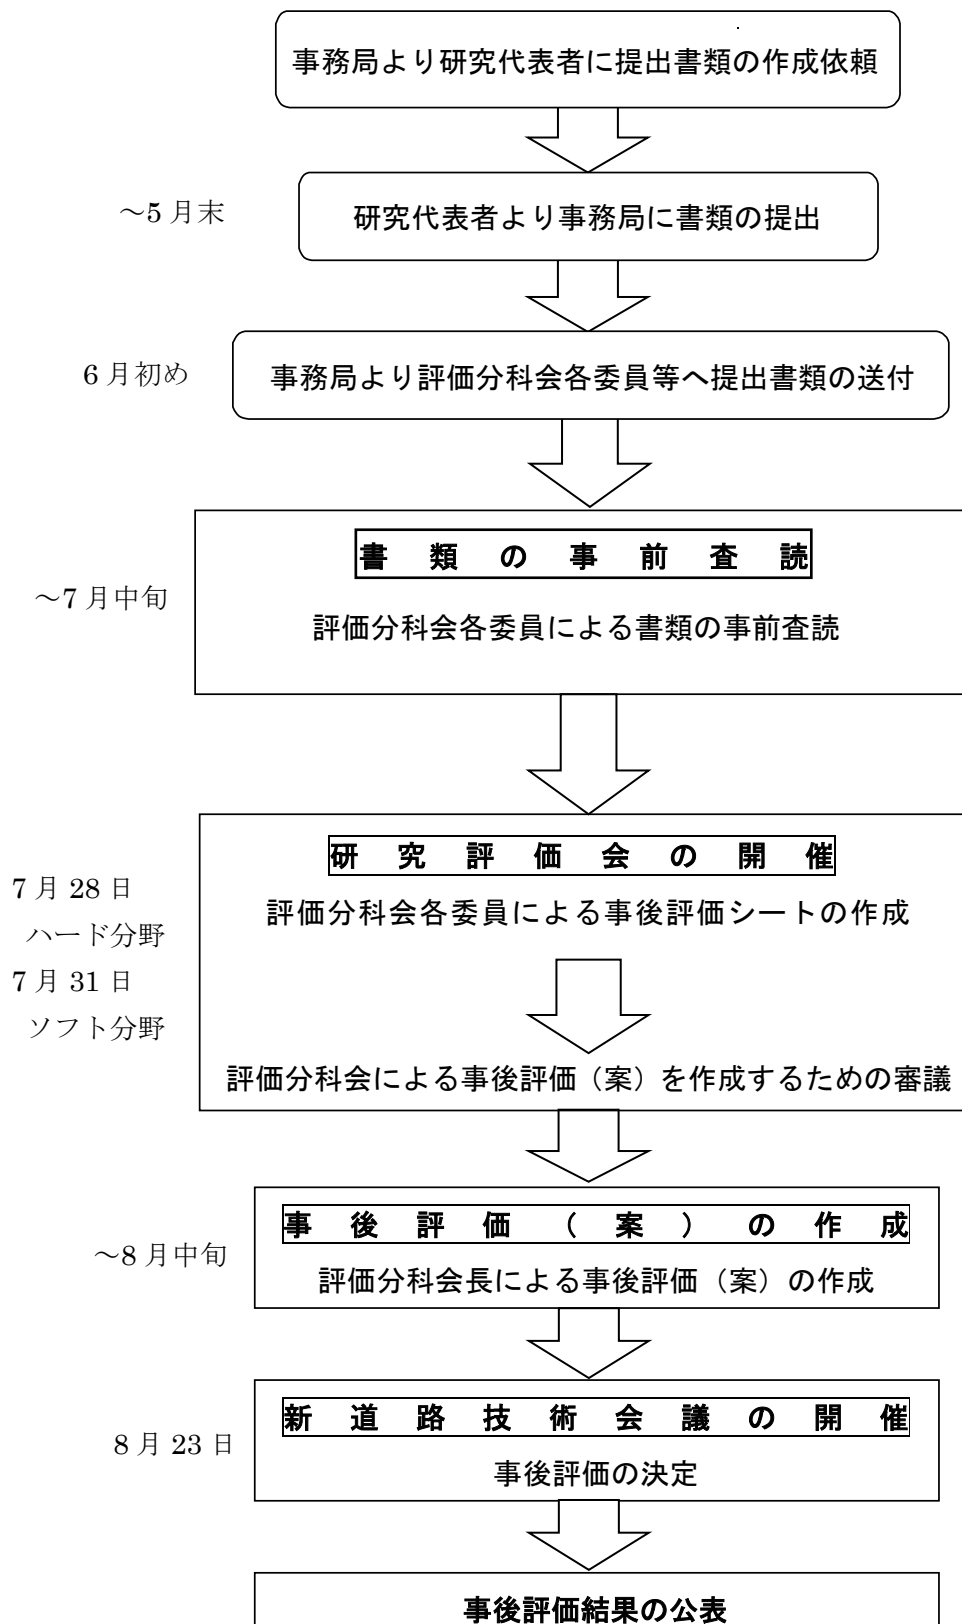 事務局より研究代表者に提出書類の作成依頼
～5月末
研究代表者より事務局に書類の提出
6月初め
事務局より評価分科会各委員等へ提出書類の送付
書類の事前査読
～7月中旬
評価分科会各委員による書類の事前査読
研究評価会の開催
7月28日
ハード分野
7月31日
ソフト分野
評価分科会各委員による事後評価シートの作成
評価分科会による事後評価（案）を作成するための審議
事後評価（案）の作成
～8月中旬
評価分科会長による事後評価（案）の作成
新道路技術会議の開催
8月23日
事後評価の決定
事後評価結果の公表